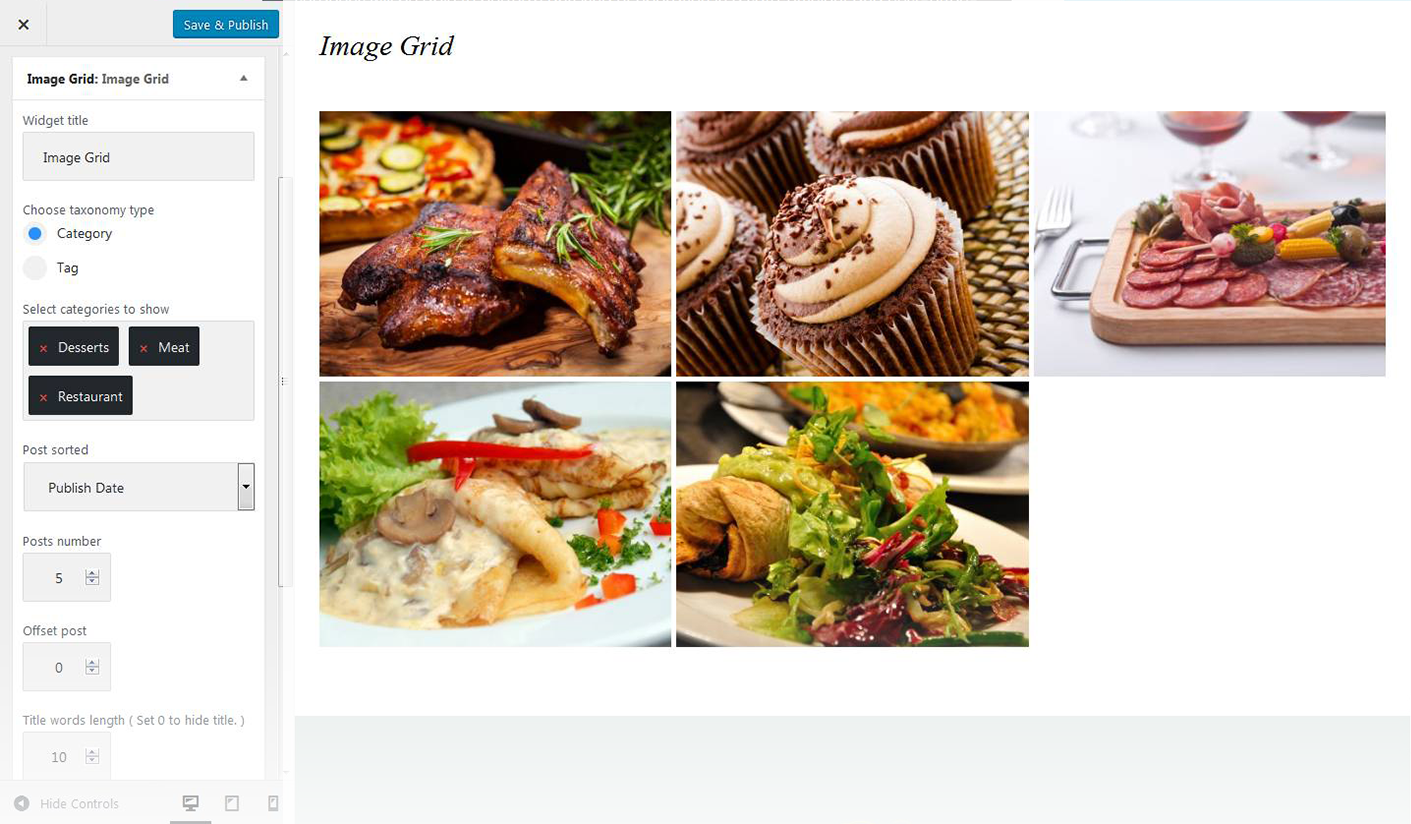 Save & Publish
Image Grid: Image Grid
Widget title
Image Grid
Choose taxonomy type
Category
Tag
Select categories to show
× Desserts × Meat
× Restaurant
Post sorted
Publish Date
Posts number
5
Offset post
0
Title words length ( Set 0 to hide title. )
10
Hide Controls
Image Grid